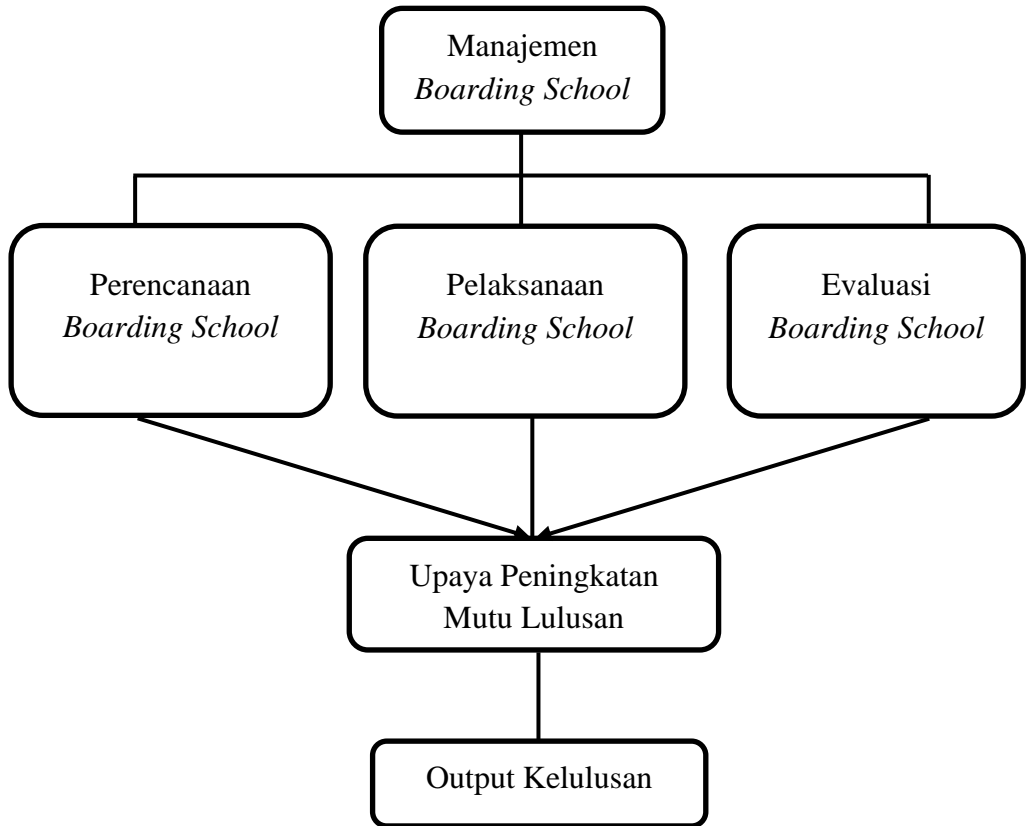 Manajemen
Boarding School
Perencanaan
Boarding School
Pelaksanaan
Boarding School
Evaluasi
Boarding School
Upaya Peningkatan
Mutu Lulusan
Output Kelulusan